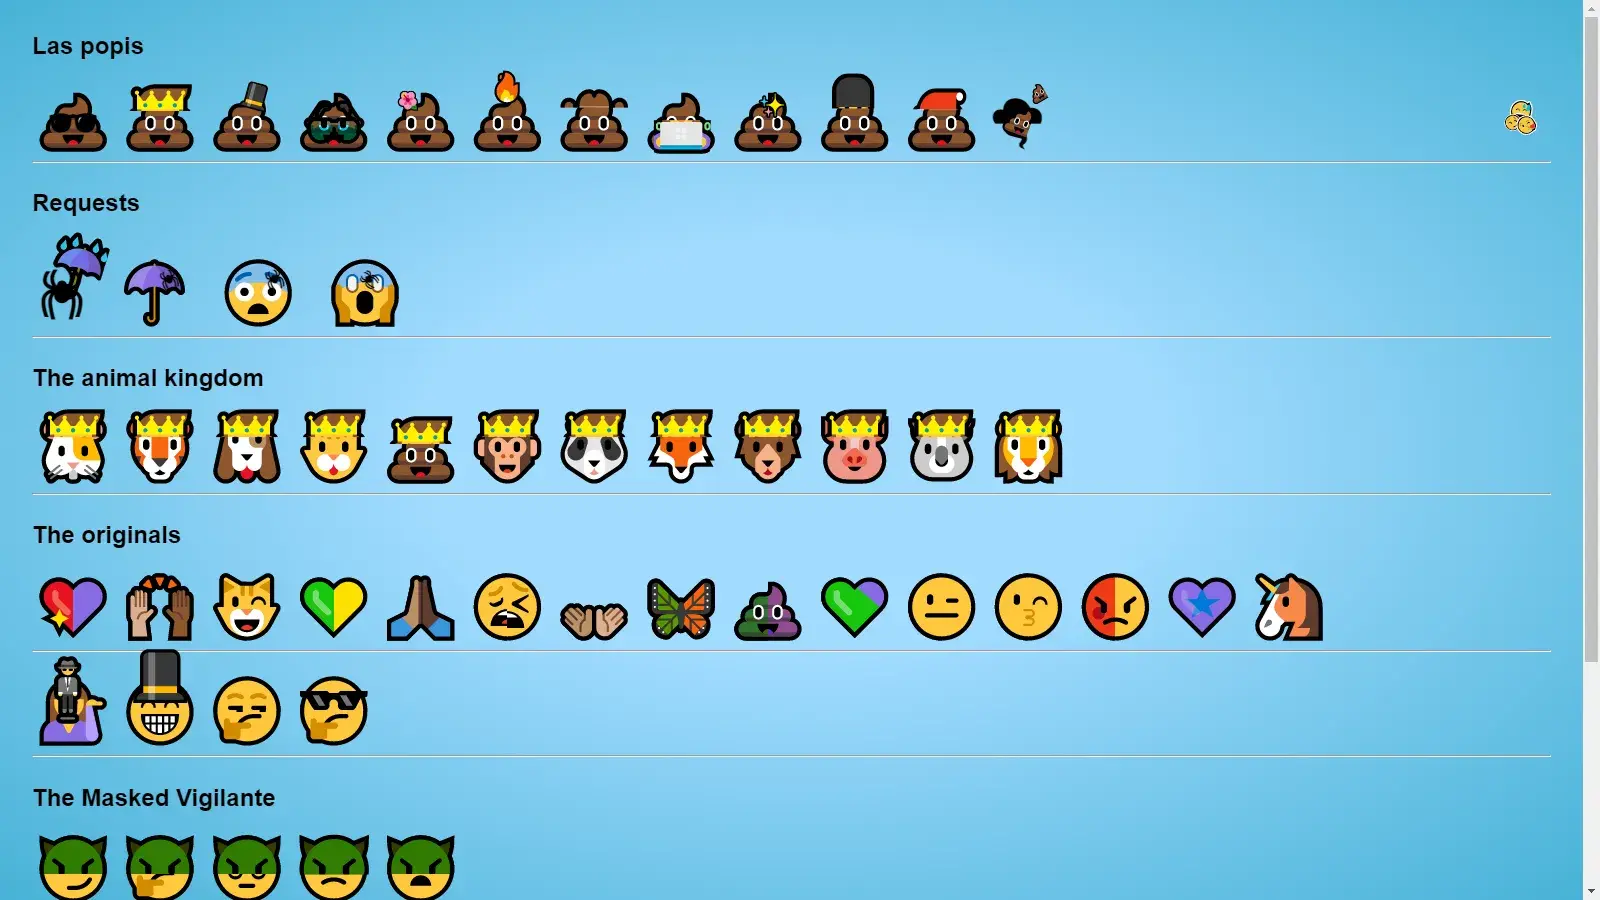 Las popis
Requests
The animal kingdom
The originals
The Masked Vigilante